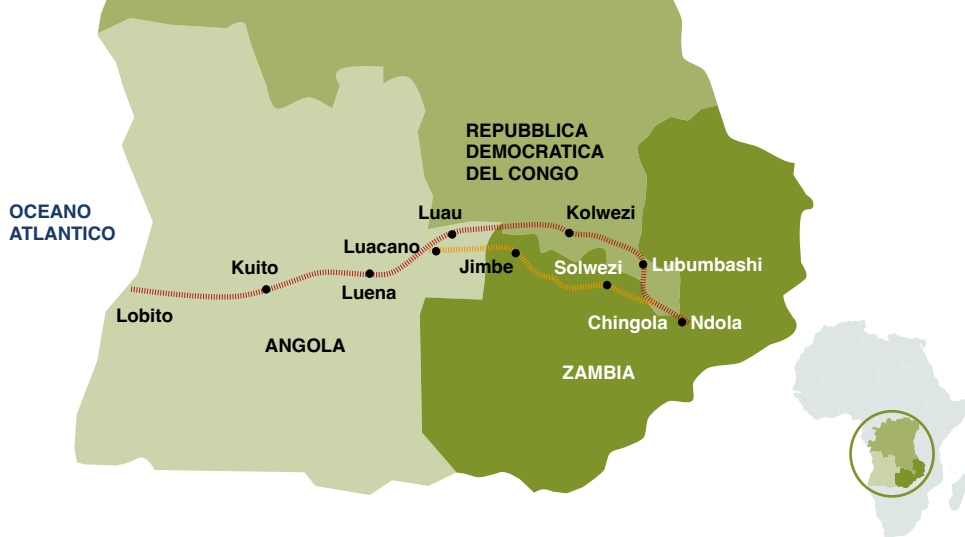 REPUBBLICA
DEMOCRATICA
DEL CONGO
OCEANO
ATLANTICO
Luau
Kolwezi
Luacano
Kuito
Jimbe
Solwezi
Lubumbashi
Luena
Lobito
Chingola
Ndola
ANGOLA
ZAMBIA